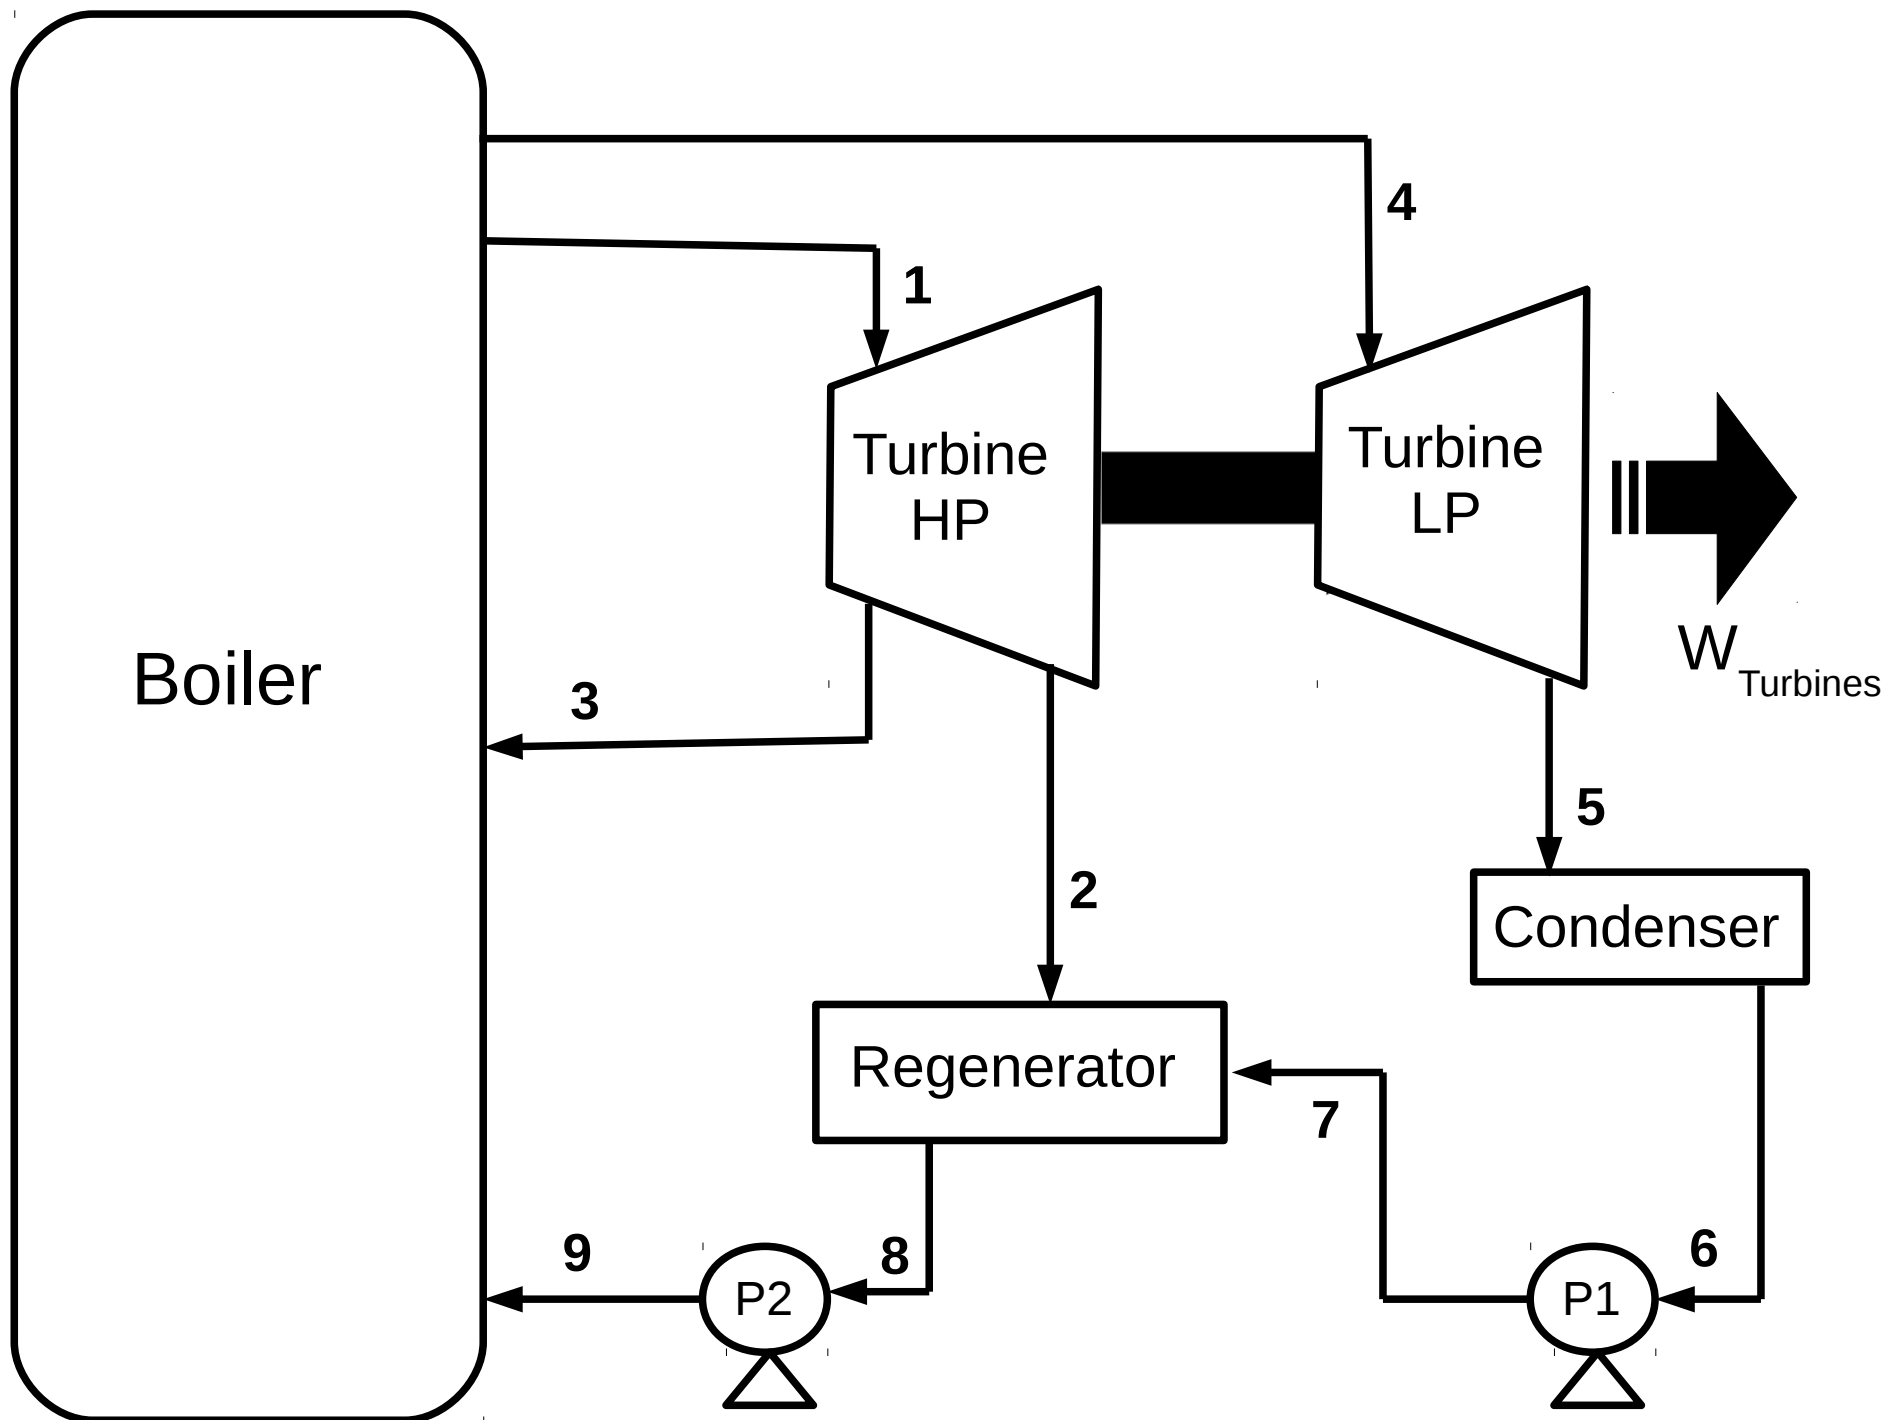 4
1
Turbine
HP
Turbine
LP
W Turbines
Boiler
3
5
2
Condenser
Regenerator
7
9
8
6
P2
P1